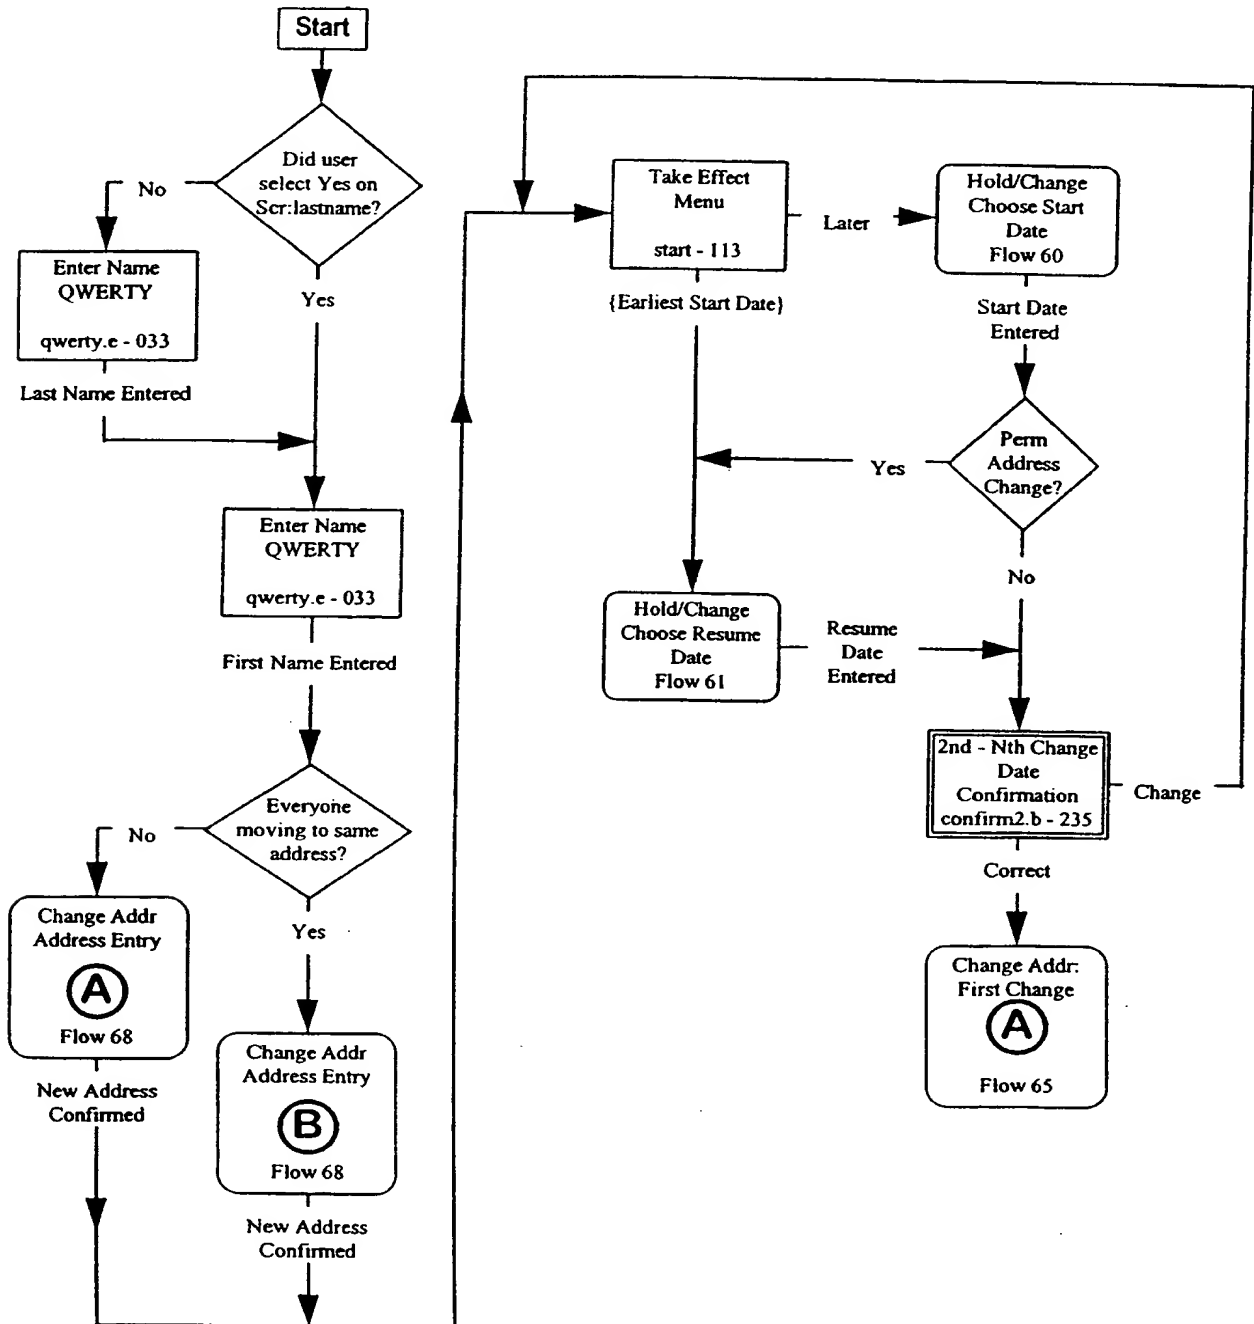 Start
Did user
select Yes on
Scr:lastname?
No
Yes
Enter Name
QWERTY
qwerty.e - 033
Last Name Entered
Enter Name
QWERTY
qwerty.e - 033
First Name Entered
Everyone
moving to same
address?
No
Yes
Change Addr
Address Entry
A
Flow 68
New Address
Confirmed
Change Addr
Address Entry
B
Flow 68
New Address
Confirmed
Take Effect
Menu
start - 113
Later
Hold/Change
Choose Start
Date
Flow 60
{Earliest Start Date}
Start Date
Entered
Perm
Address
Change?
Yes
No
Hold/Change
Choose Resume
Date
Flow 61
Resume
Date
Entered
2nd - Nth Change
Date
Confirmation
confirm2.b - 235
Change
Correct
Change Addr:
First Change
A
Flow 65